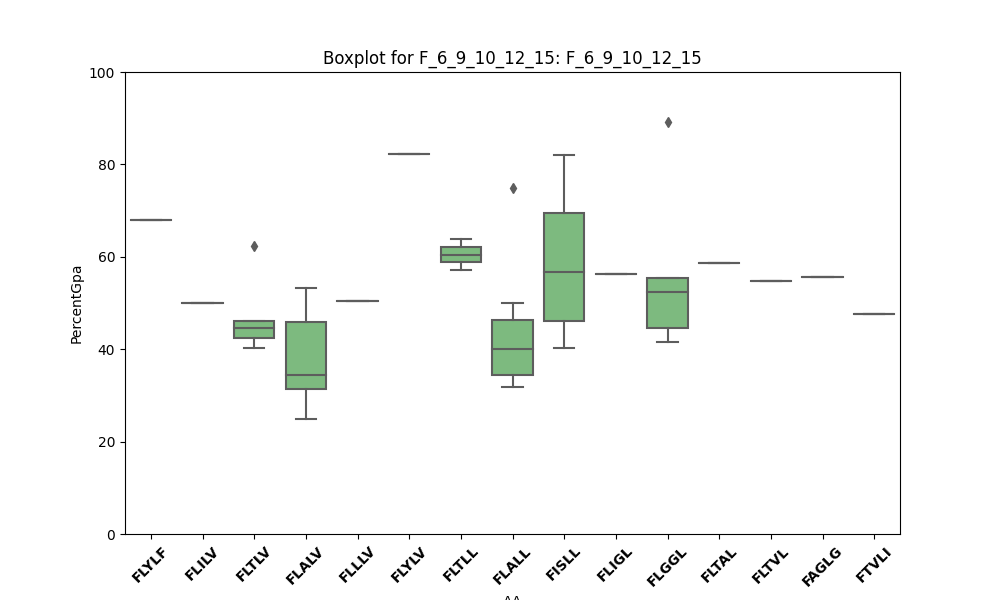 Boxplot for F_6_9_10_12_15: F_6_9_10_12_15
100
80
60
40
20
0
PercentGpa
FLYLF FLILV FLTLV FLALV FLLLV FLYLV FLTLL FLALL FISLL FLIGL FLGGL FLTAL FLTVL FAGLG FTVLI